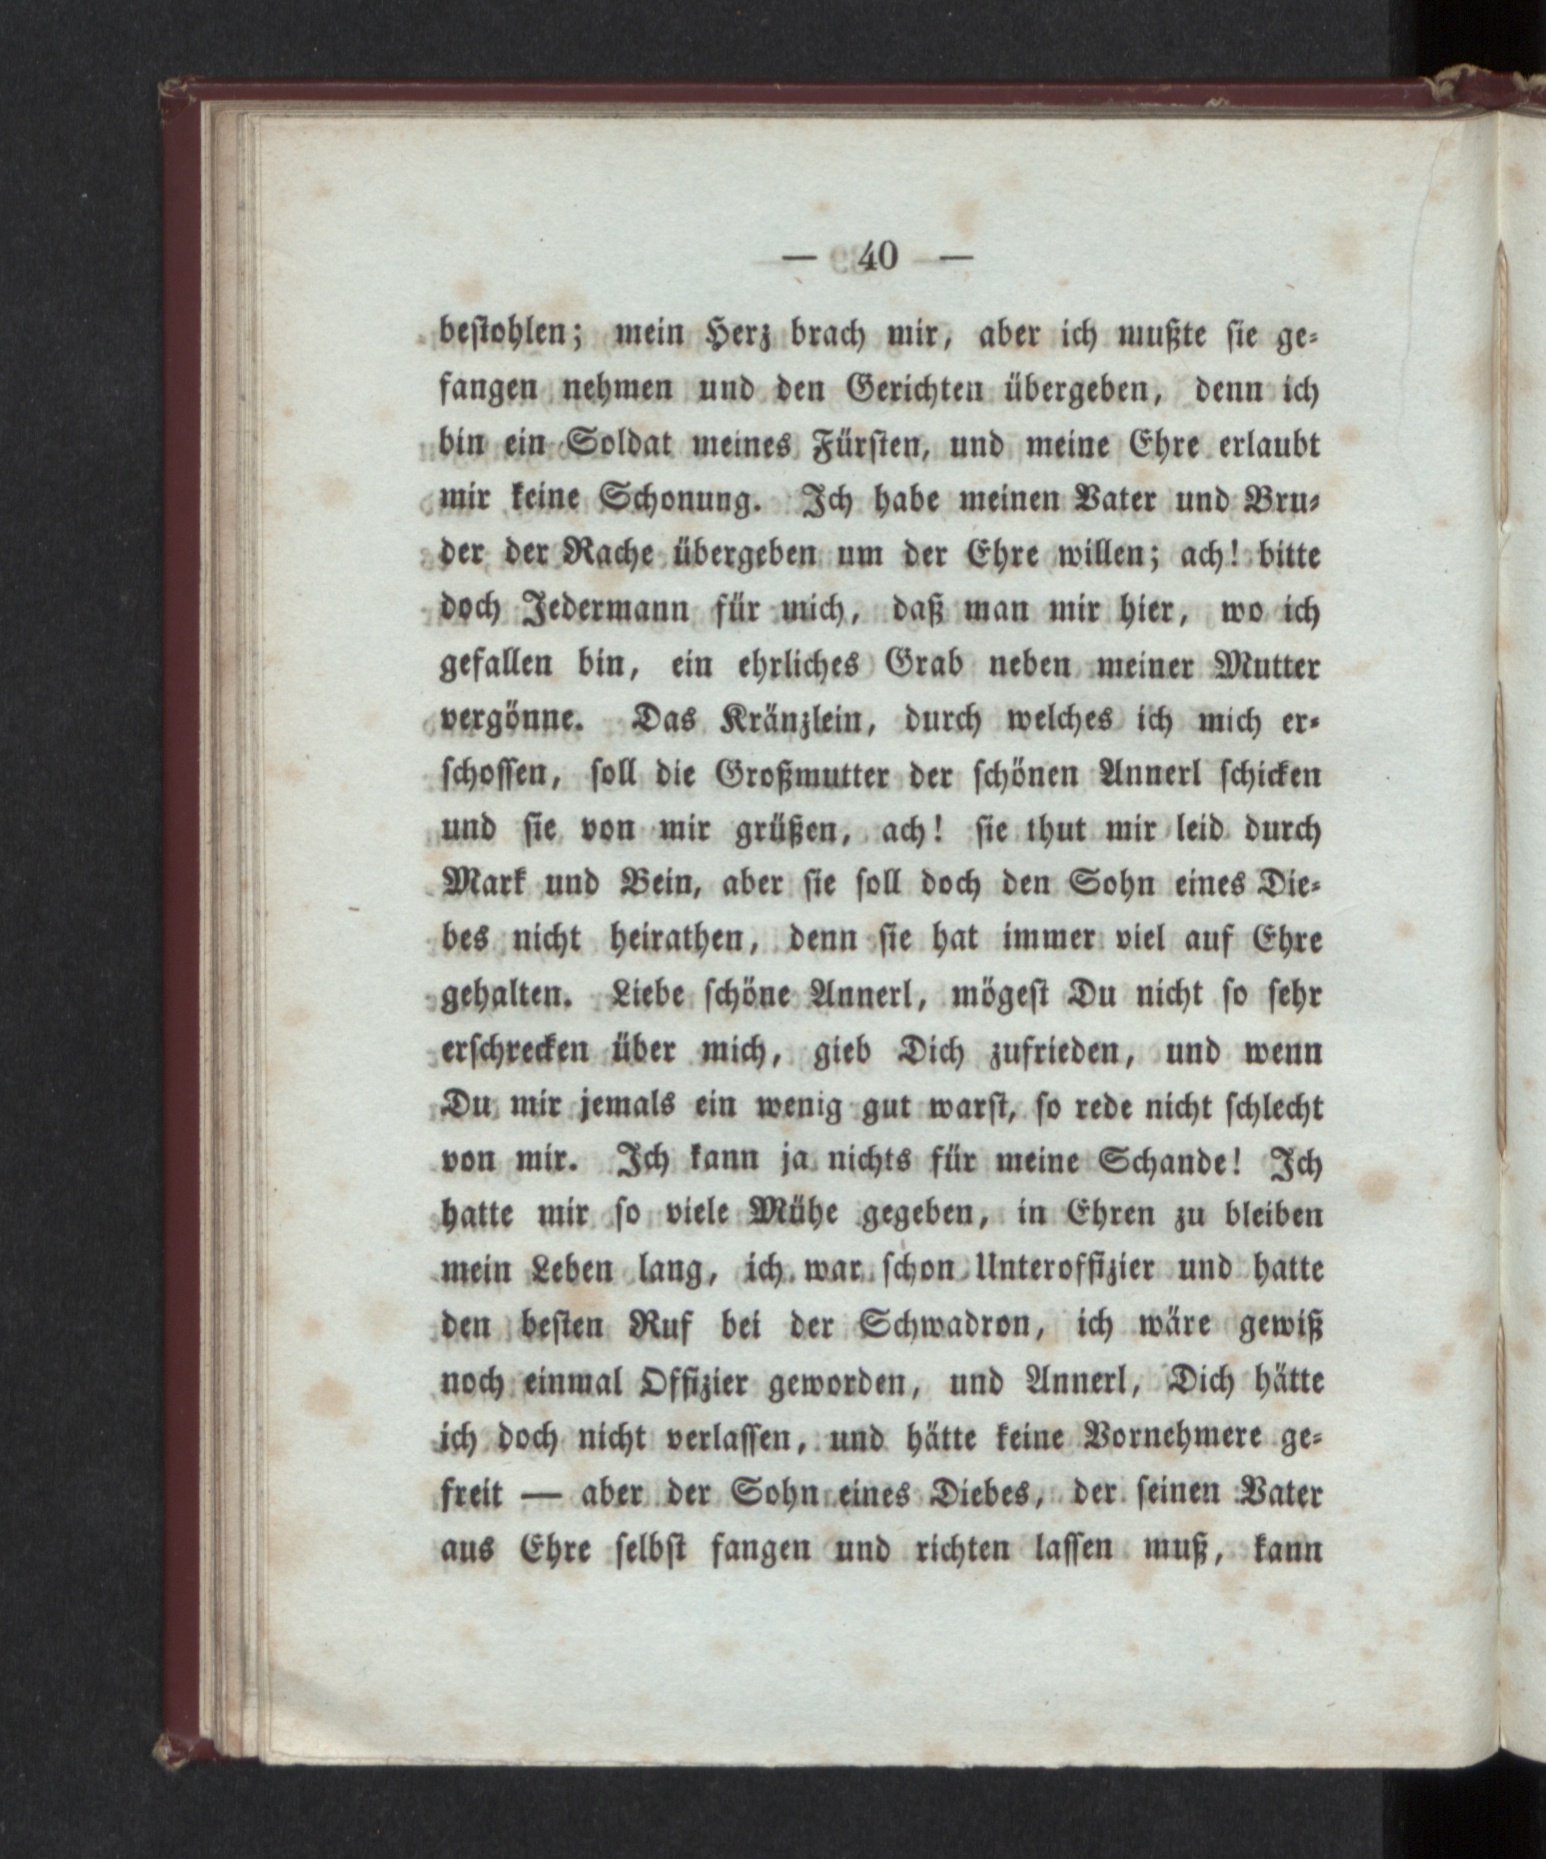 — 40 —
bestohlen; mein Herz brach mir, aber ich mußte sie ge-
fangen nehmen und den Gerichten übergeben, denn ich
bin ein Soldat meines Fürsten, und meine Ehre erlaubt
mir keine Schonung. Ich habe meinen Vater und Bru-
der der Rache übergeben um der Ehre willen; ach! bitte
doch Jedermann für mich, daß man mir hier, wo ich
gefallen bin, ein ehrliches Grab neben meiner Mutter
vergönne. Das Kränzlein, durch welches ich mich er-
schossen, soll die Großmutter der schönen Annerl schicken
und sie von mir grüßen, ach! sie thut mir leid durch
Mark und Bein, aber sie soll doch den Sohn eines Die-
bes nicht heirathen, denn sie hat immer viel auf Ehre
gehalten. Liebe schöne Annerl, mögest Du nicht so sehr
erschrecken über mich, gieb Dich zufrieden, und wenn
Du mir jemals ein wenig gut warst, so rede nicht schlecht
von mir. Ich kann ja nichts für meine Schande! Ich
hatte mir so viele Mühe gegeben, in Ehren zu bleiben
mein Leben lang, ich war schon Unteroffizier und hatte
den besten Ruf bei der Schwadron, ich wäre gewiß
noch einmal Offizier geworden, und Annerl, Dich hätte
ich doch nicht verlassen, und hätte keine Vornehmere ge-
freit — aber der Sohn eines Diebes, der seinen Vater
aus Ehre selbst fangen und richten lassen muß, kann